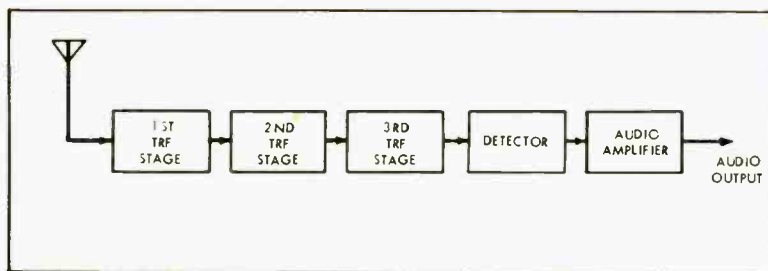 1ST
TRF
STAGE
2ND
TRF
STAGE
3RD
TRF
STAGE
DETECTOR
AUDIO
AMPLIFIER
AUDIO
OUTPUT